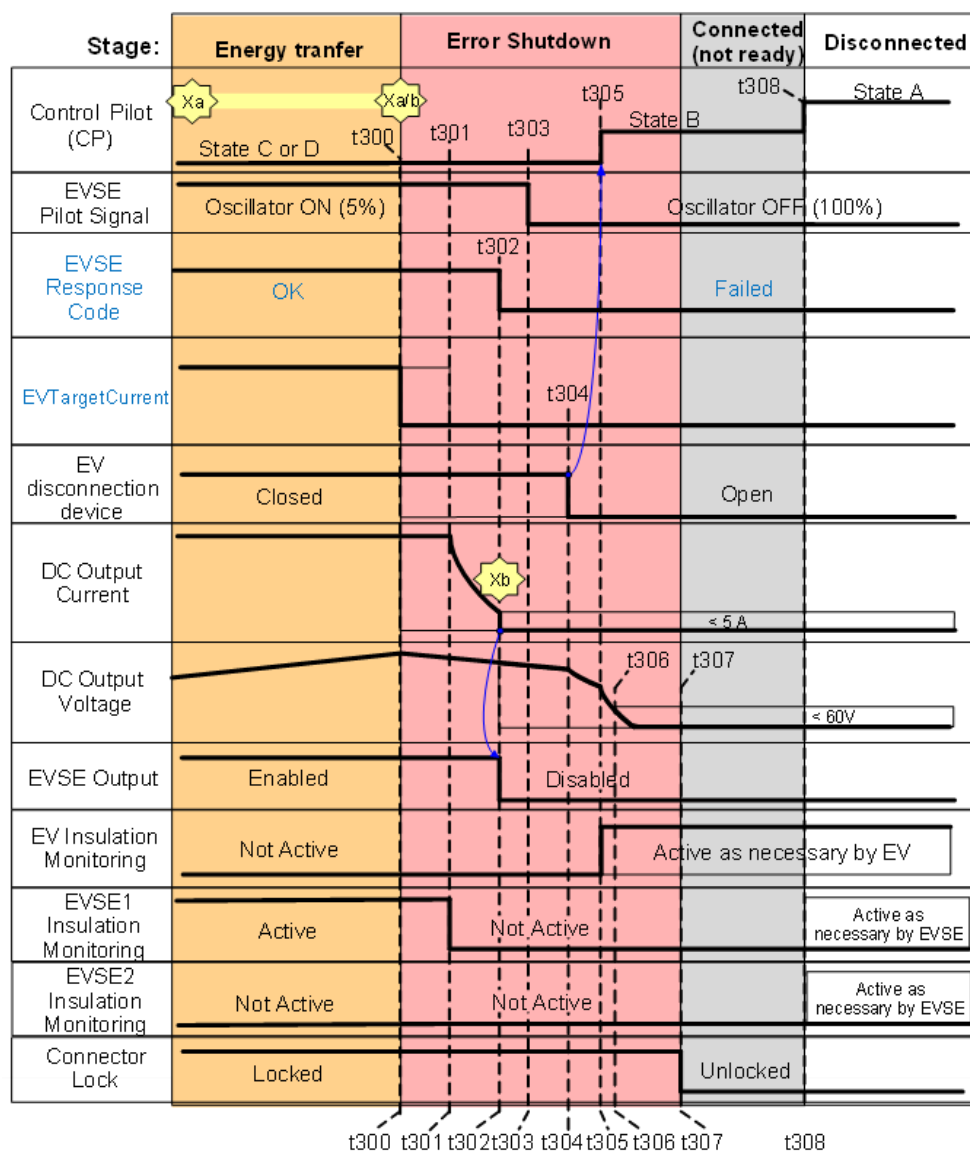 Stage:
Energy tranfer
Error Shutdown
Connected
(not ready)
Disconnected
Control Pilot
(CP)
Xa
Xa/b
t300
t301
t303
t305
t308
State A
State B
State C or D
EVSE
Pilot Signal
Oscillator ON (5%)
Oscillator OFF (100%)
EVSE
Response
Code
t302
OK
Failed
EVTargetCurrent
t304
EV
disconnection
device
Closed
Open
DC Output
Current
Xb
< 5 A
DC Output
Voltage
t306
t307
< 60V
EVSE Output
Enabled
Disabled
EV Insulation
Monitoring
Not Active
Active as necessary by EV
EVSE1
Insulation
Monitoring
Active
Not Active
Active as
necessary by EVSE
EVSE2
Insulation
Monitoring
Not Active
Not Active
Active as
necessary by EVSE
Connector
Lock
Locked
Unlocked
t300 t301 t302 t303 t304 t305 t306 t307 t308